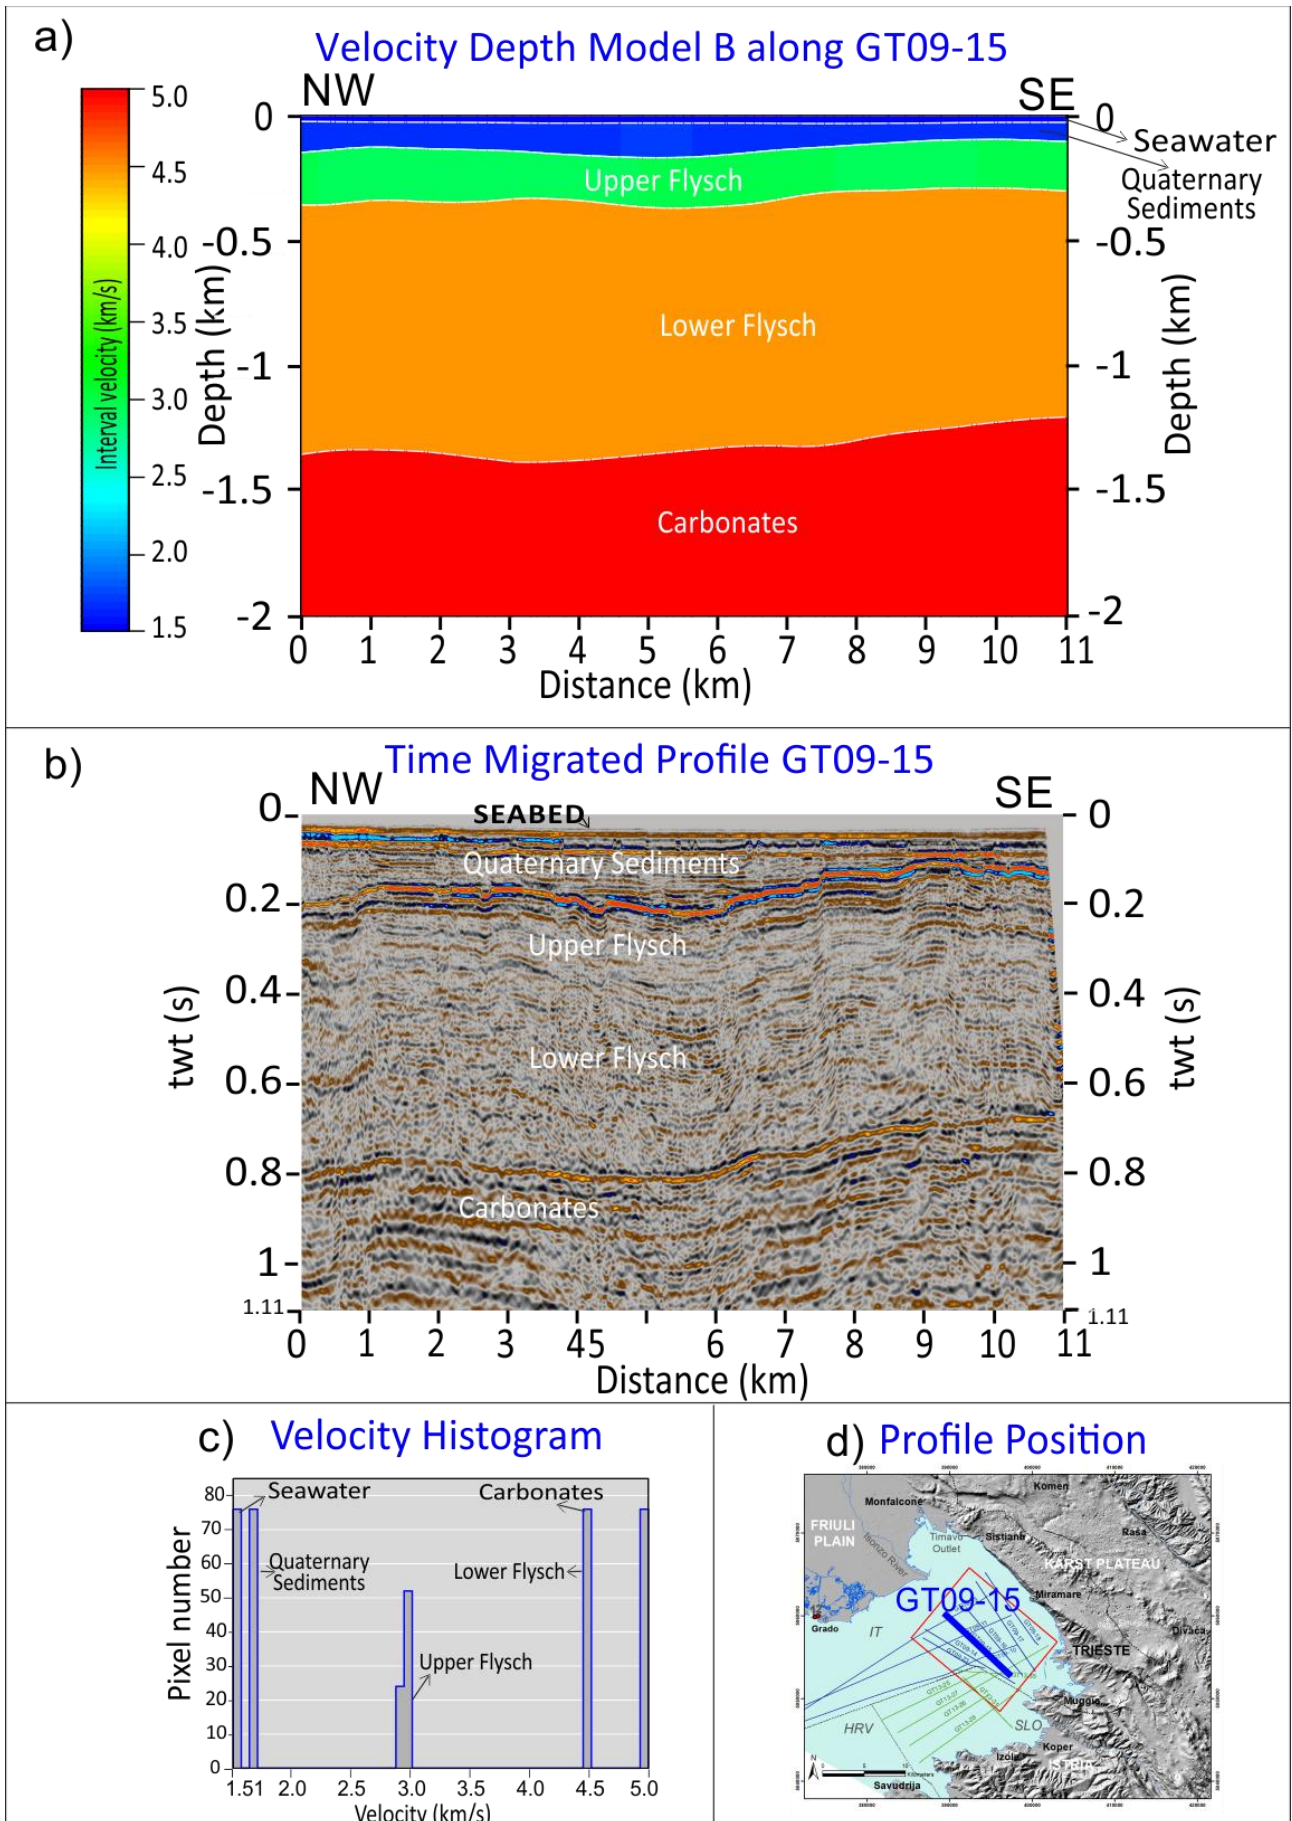 a)
Velocity Depth Model B along GT09-15
NW
SE
5.0
4.5
4.0
3.5
3.0
2.5
2.0
1.5
Interval velocity (km/s)
0
-0.5
-1
-1.5
-2
Depth (km)
Upper Flysch
Lower Flysch
Carbonates
0
-0.5
-1
-1.5
-2
Depth (km)
Seawater
Quaternary
Sediments
0 1 2 3 4 5 6 7 8 9 10 11
Distance (km)
b)
Time Migrated Profile GT09-15
NW
SE
SEABED
Quaternary Sediments
Upper Flysch
Lower Flysch
Carbonates
0
0.2
0.4
0.6
0.8
1
1.11
twt (s)
0
0.2
0.4
0.6
0.8
1
1.11
twt (s)
0 1 2 3 45 6 7 8 9 10 11
Distance (km)
c)
Velocity Histogram
80
70
60
50
40
30
20
10
0
Pixel number
Seawater
Carbonates
Quaternary
Sediments
Lower Flysch
Upper Flysch
1.51 2.0 2.5 3.0 3.5 4.0 4.5 5.0
Velocity (km/s)
d)
Profile Position
Komen
Monfalcone
FRIULI
PLAIN
Isonzo River
Timavo
Outlet
Sistiana
Raša
KARST PLATEAU
Miramare
GT09-15
Grado
IT
Divača
TRIESTE
Muggia
HRV
SLO
Koper
Izola
ISTRIA
Savudrija
N